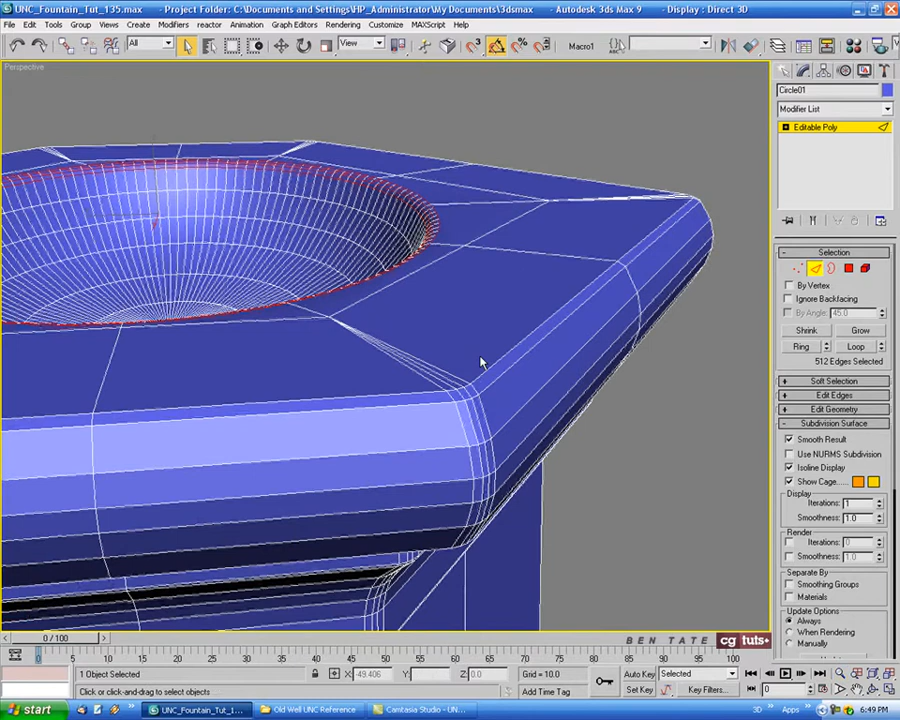 UNC_Fountain_Tut_135.max - Project Folder: C:\Documents and Settings\HP_Administrator\My Documents\3dsmax - Autodesk 3ds Max 9 - Display : Direct 3D
File Edit Tools Group Views Create Modifiers reactor Animation Graph Editors Rendering Customize MAXScript Help
All View Macro1
Perspective
Circle01
Modifier List
Editable Poly
Selection
By Vertex
Ignore Backfacing
By Angle: 45.0
Shrink Grow
Ring Loop
512 Edges Selected
Soft Selection
Edit Edges
Edit Geometry
Subdivision Surface
Smooth Result
Use NURMS Subdivision
Isoline Display
Show Cage......
Display
Iterations: 1
Smoothness: 1.0
Render
Iterations: 0
Smoothness: 1.0
Separate By
Smoothing Groups
Materials
Update Options
Always
When Rendering
Manually
BEN TATE cg tuts+
0 / 100
0 5 10 15 20 25 30 35 40 45 50 55 60 65 70 75 80 85 90 95 100
1 Object Selected X: -49.406 Y: Z: 0.0 Grid = 10.0 Auto Key Selected
Click or click-and-drag to select objects Add Time Tag Set Key Key Filters... 0
start UNC_Fountain_Tut_13... Old Well UNC Reference Camtasia Studio - UN... 3D Apps 6:49 PM